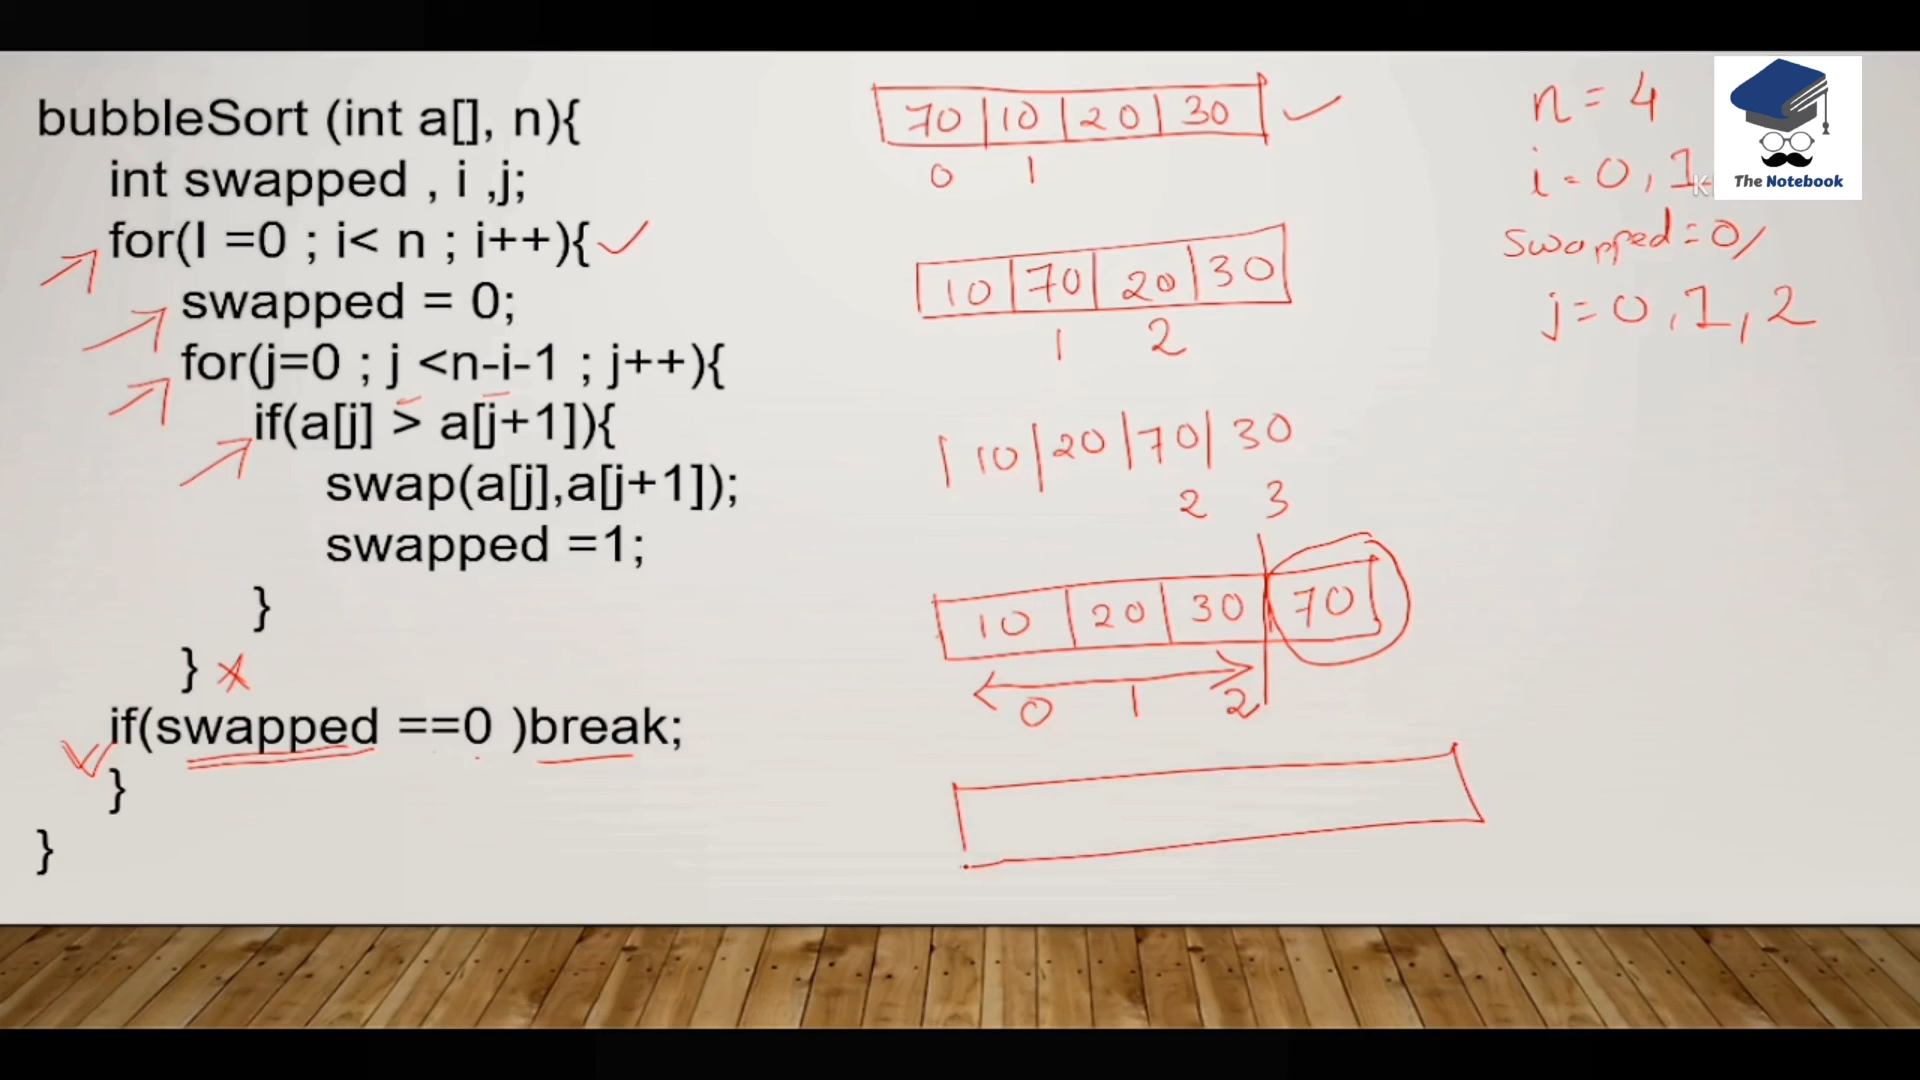 bubbleSort (int a[], n){
int swapped , i ,j;
for(I =0 ; i< n ; i++){
swapped = 0;
for(j=0 ; j <n-i-1 ; j++){
if(a[j] > a[j+1]){
swap(a[j],a[j+1]);
swapped =1;
}
}
if(swapped ==0 )break;
}
}
70 | 10 | 20 | 30
0 1
10 | 70 | 20 | 30
1 2
| 10 | 20 | 70 | 30
2 3
10 | 20 | 30 | 70
0 1 2
n = 4
i = 0, 1
swapped = 0/
j = 0, 1, 2
The Notebook